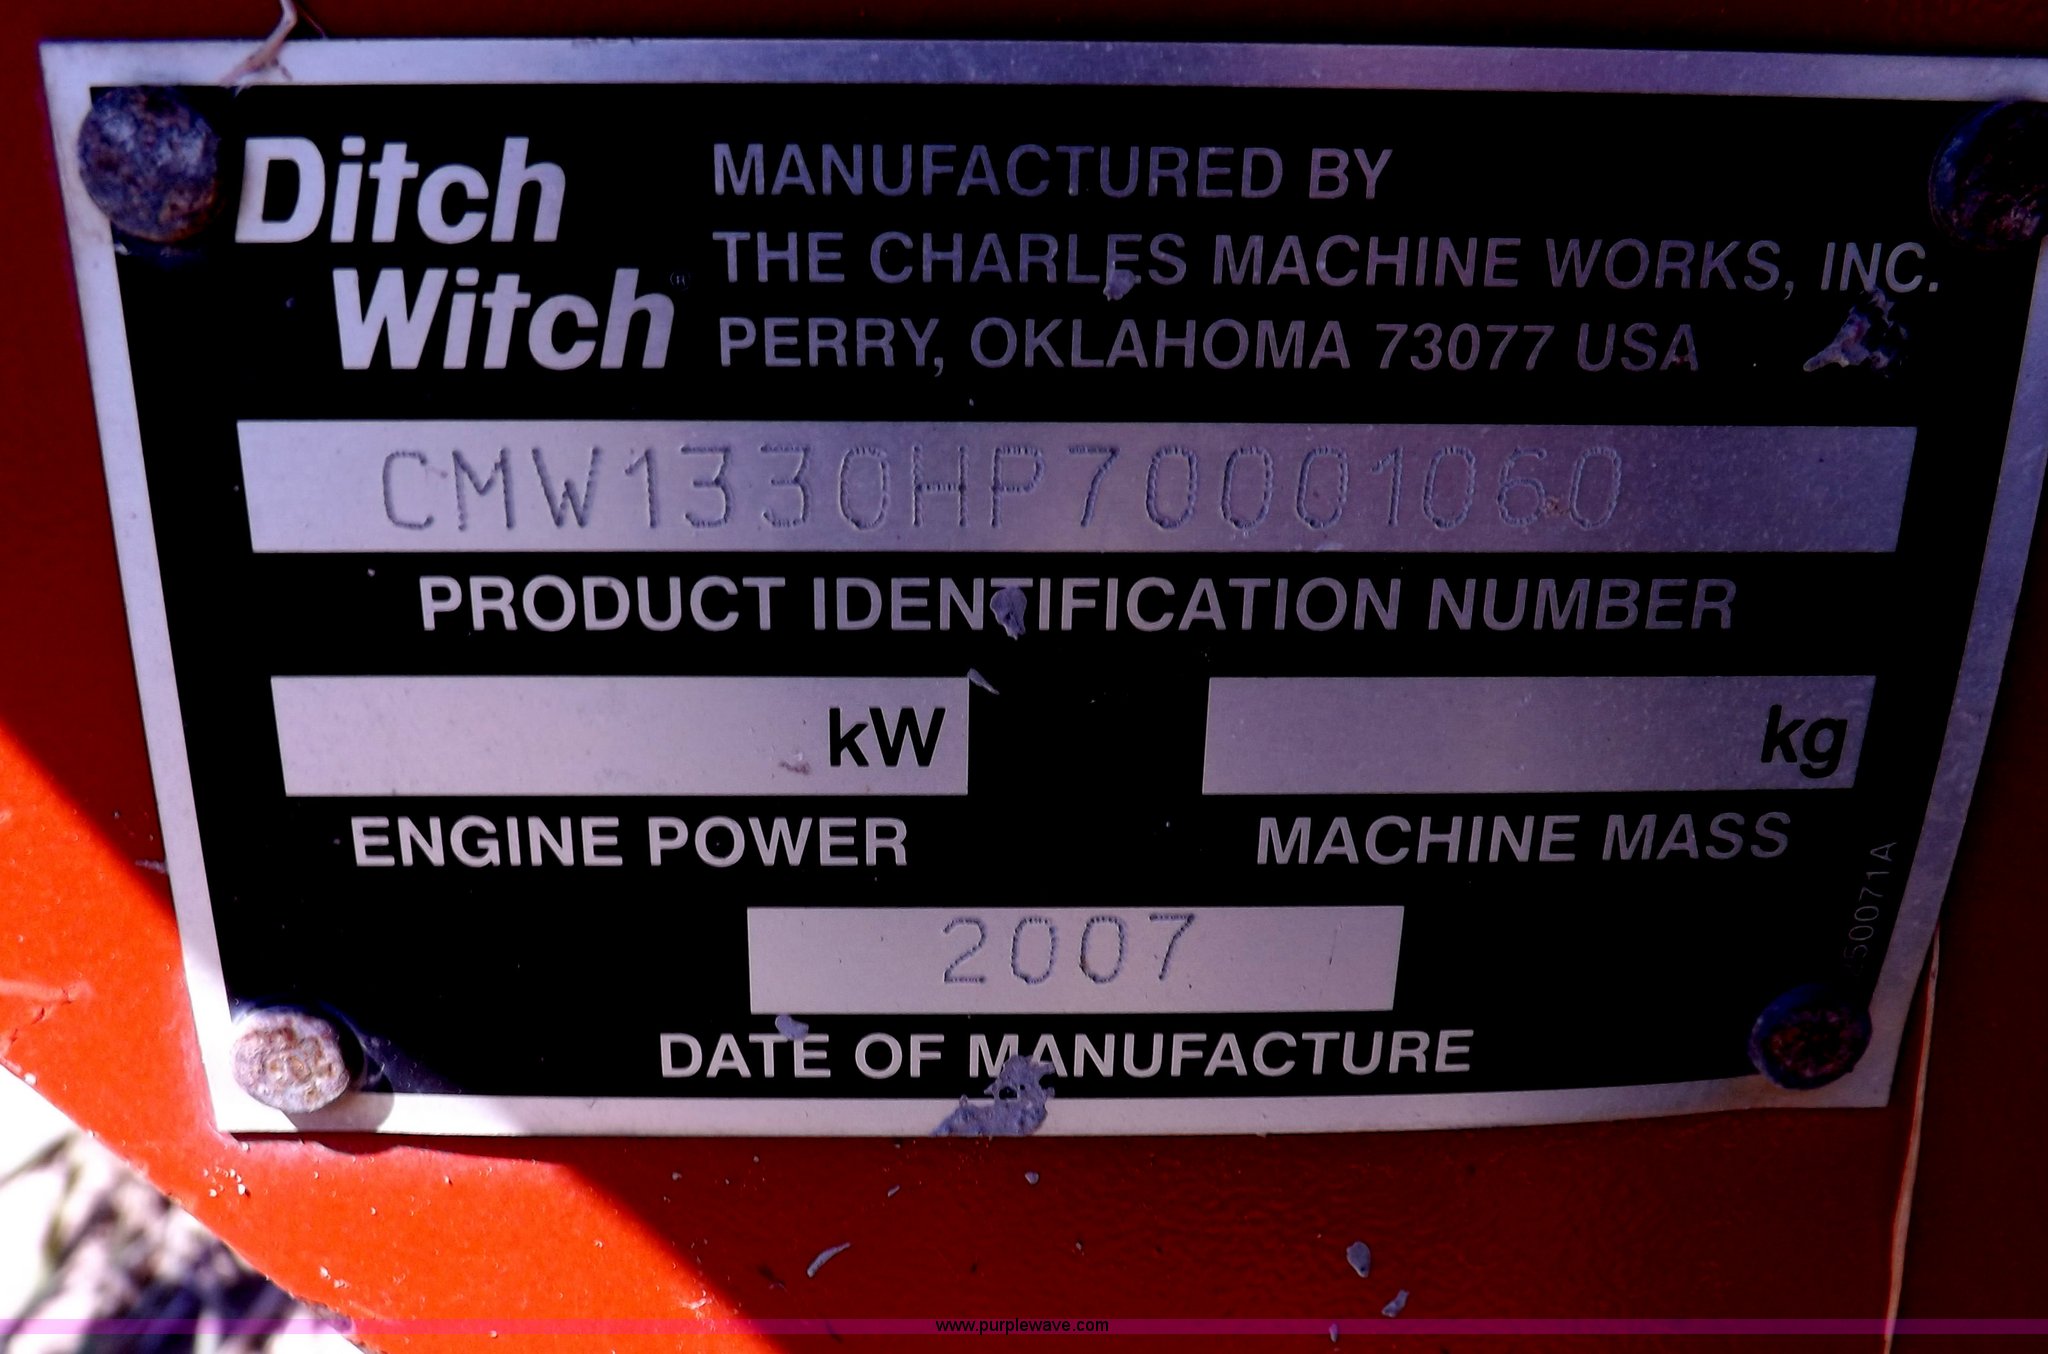 Ditch
Witch®
MANUFACTURED BY
THE CHARLES MACHINE WORKS, INC.
PERRY, OKLAHOMA 73077 USA
CMW1330HP70001060
PRODUCT IDENTIFICATION NUMBER
kW
ENGINE POWER
kg
MACHINE MASS
2007
DATE OF MANUFACTURE
www.purplewave.com